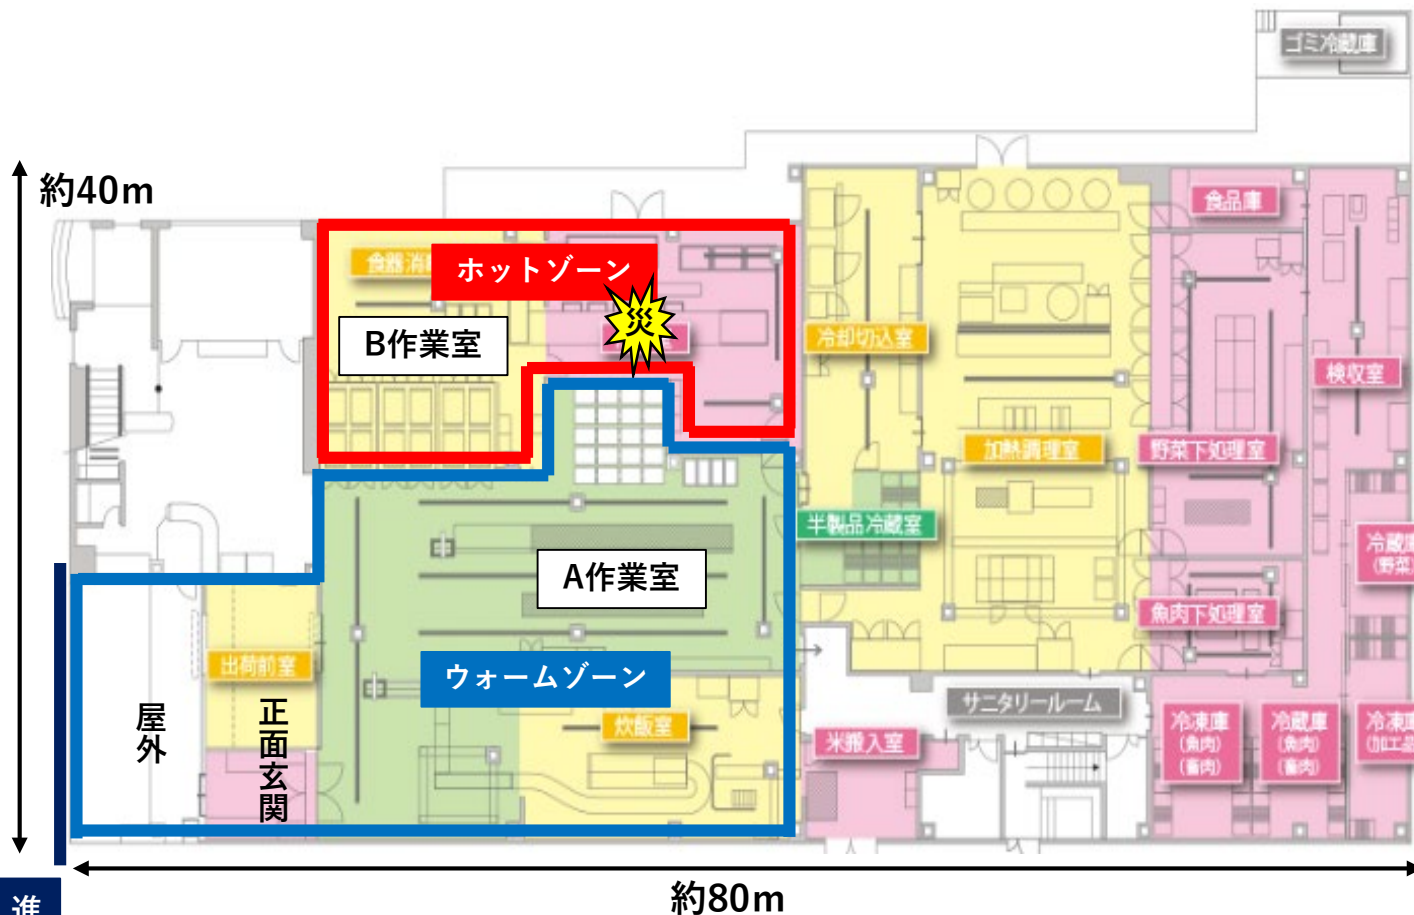 ゴミ冷蔵庫
約40m
食品庫
食器消
ホットゾーン
災
B作業室
冷却切込室
検収室
加熱調理室
野菜下処理室
半製品冷蔵室
冷蔵庫
(野菜)
A作業室
魚肉下処理室
出荷前室
ウォームゾーン
サニタリールーム
屋外
正面玄関
炊飯室
米搬入室
冷凍庫
(魚肉)
(畜肉)
冷蔵庫
(魚肉)
(畜肉)
冷凍庫
(加工品
約80m
進